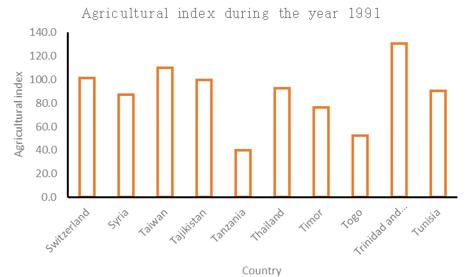 Agricultural index during the year 1991
Agricultural index
140.0
120.0
100.0
80.0
60.0
40.0
20.0
0.0
Switzerland
Syria
Taiwan
Tajikistan
Tanzania
Thailand
Timor
Togo
Trinidad and...
Tunisia
Country